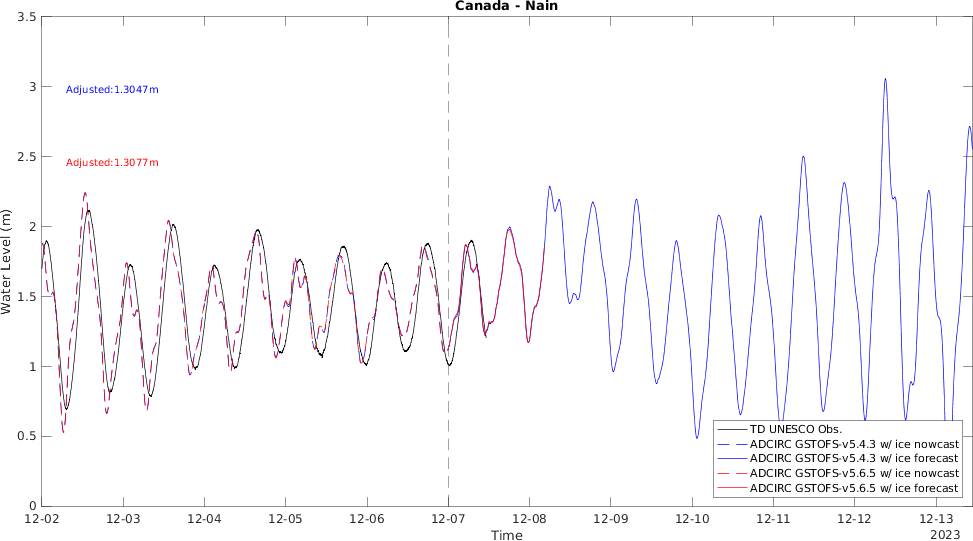 Canada - Nain
3.5
3
2.5
2
1.5
1
0.5
0
Water Level (m)
Adjusted:1.3047m
Adjusted:1.3077m
TD UNESCO Obs.
ADCIRC GSTOFS-v5.4.3 w/ ice nowcast
ADCIRC GSTOFS-v5.4.3 w/ ice forecast
ADCIRC GSTOFS-v5.6.5 w/ ice nowcast
ADCIRC GSTOFS-v5.6.5 w/ ice forecast
12-02 12-03 12-04 12-05 12-06 12-07 12-08 12-09 12-10 12-11 12-12 12-13
2023
Time